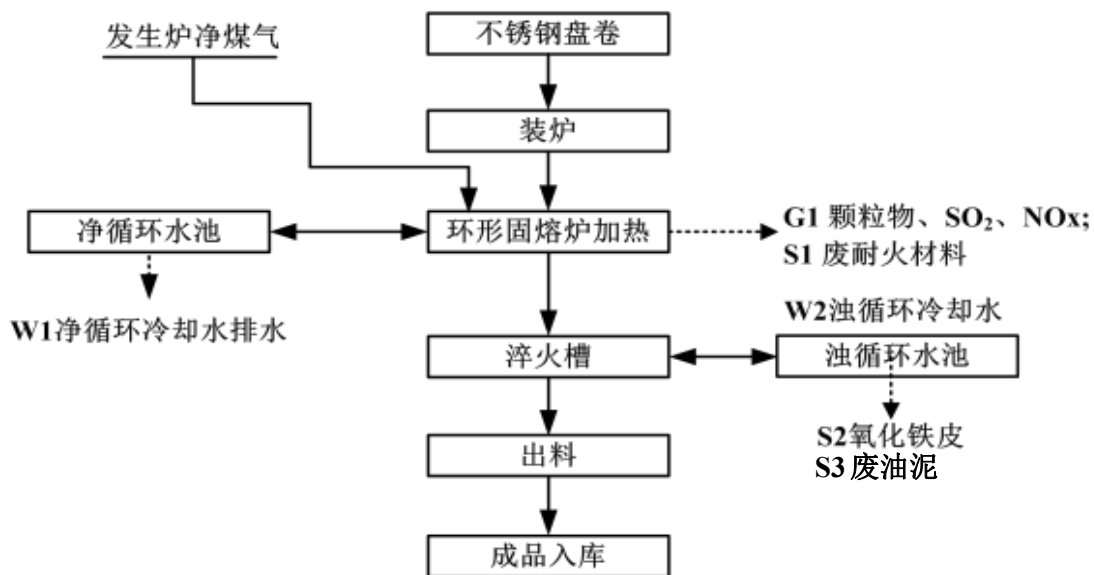 不锈钢盘卷
发生炉净煤气
装炉
净循环水池
环形固熔炉加热
G1 颗粒物、SO₂、NOx;
S1 废耐火材料
W1净循环冷却水排水
W2浊循环冷却水
淬火槽
浊循环水池
S2氧化铁皮
S3废油泥
出料
成品入库